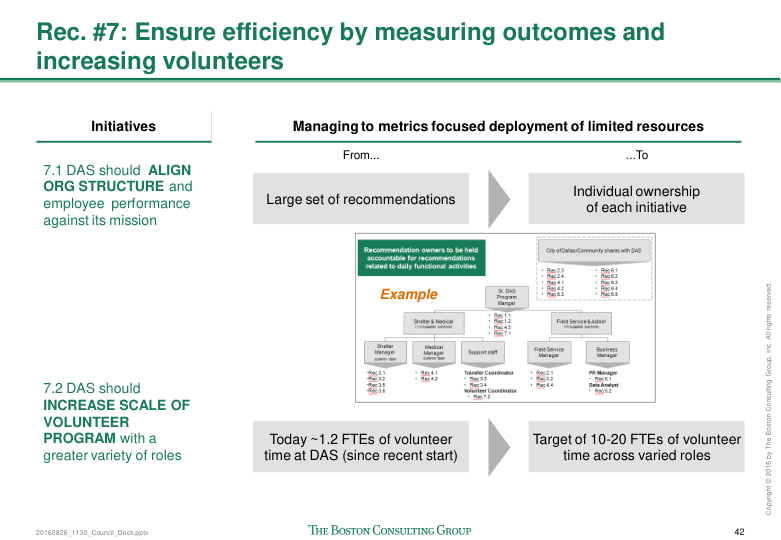 Rec. #7: Ensure efficiency by measuring outcomes and
increasing volunteers
Initiatives
Managing to metrics focused deployment of limited resources
From...
...To
7.1 DAS should ALIGN
ORG STRUCTURE and
employee performance
against its mission
Large set of recommendations
Individual ownership
of each initiative
Recommendation owners to be held
accountable for recommendations
related to daily functional activities
City of Dallas/Community shares with DAS
Rec 2.3
Rec 2.4
Rec 4.1
Rec 4.2
Rec 5.3
Rec 6.1
Rec 6.2
Rec 6.3
Rec 6.4
Rec 6.5
Example
Sr. DAS
Program
Manger
Rec 1.1
Rec 1.2
Rec 4.3
Rec 7.1
Shelter & Medical
Field Service & Admin
Shelter
Manager
Medical
Manager
Support staff
Field Service
Manager
Business
Manager
Rec 3.1
Rec 3.2
Rec 3.5
Rec 3.6
Rec 4.1
Rec 4.2
Transfer Coordinator
Rec 3.3
Rec 3.4
Volunteer Coordinator
Rec 7.2
Rec 2.1
Rec 2.2
Rec 4.4
PR Manager
Rec 5.1
Data Analyst
Rec 5.2
7.2 DAS should
INCREASE SCALE OF
VOLUNTEER
PROGRAM with a
greater variety of roles
Today ~1.2 FTEs of volunteer
time at DAS (since recent start)
Target of 10-20 FTEs of volunteer
time across varied roles
Copyright © 2016 by The Boston Consulting Group, Inc. All rights reserved.
20160826_1130_Council_Deck.pptx
THE BOSTON CONSULTING GROUP
42